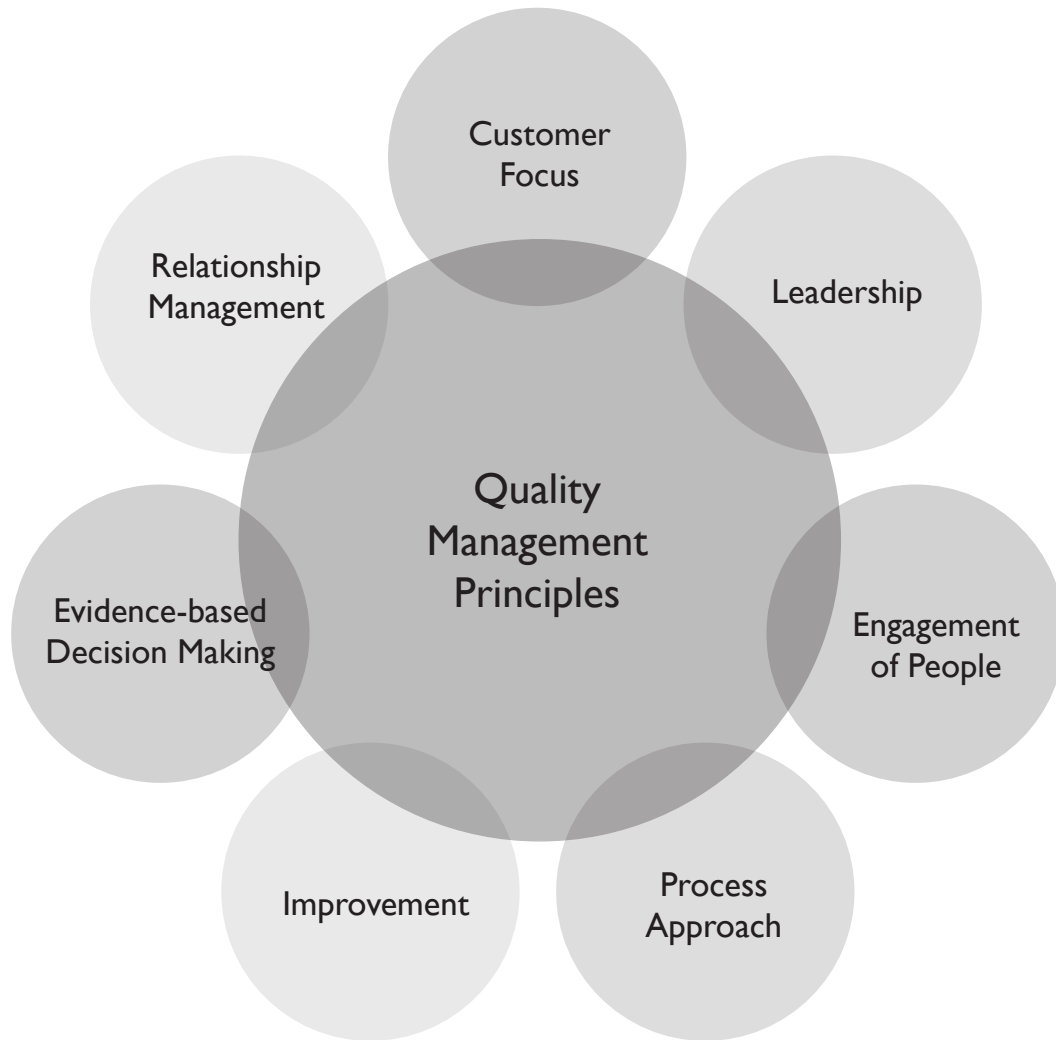 Customer
Focus
Leadership
Engagement
of People
Process
Approach
Improvement
Evidence-based
Decision Making
Relationship
Management
Quality
Management
Principles